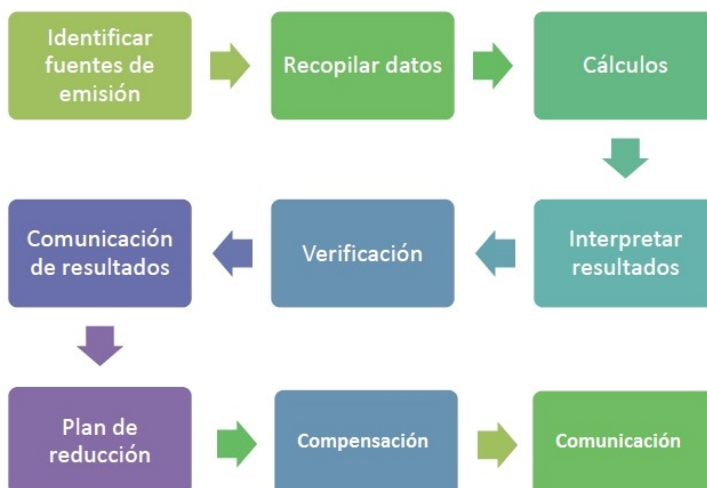 Identificar
fuentes de
emisión
Recopilar datos
Cálculos
Interpretar
resultados
Verificación
Comunicación
de resultados
Plan de
reducción
Compensación
Comunicación